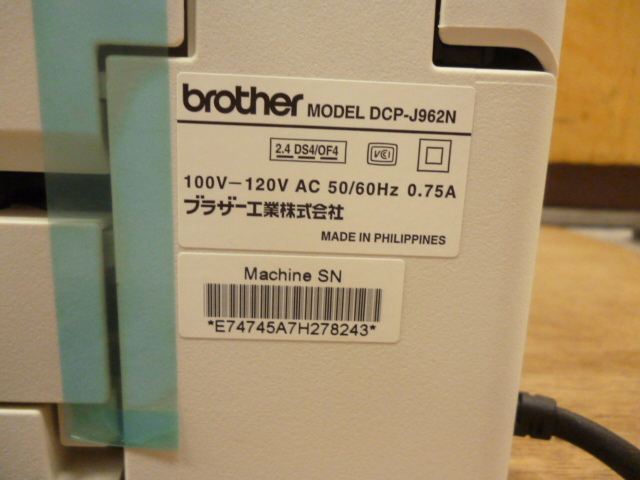 brother MODEL DCP-J962N
2.4 DS4/OF4 VCI
100V－120V AC 50/60Hz 0.75A
ブラザー工業株式会社
MADE IN PHILIPPINES
Machine SN
*E74745A7H278243*